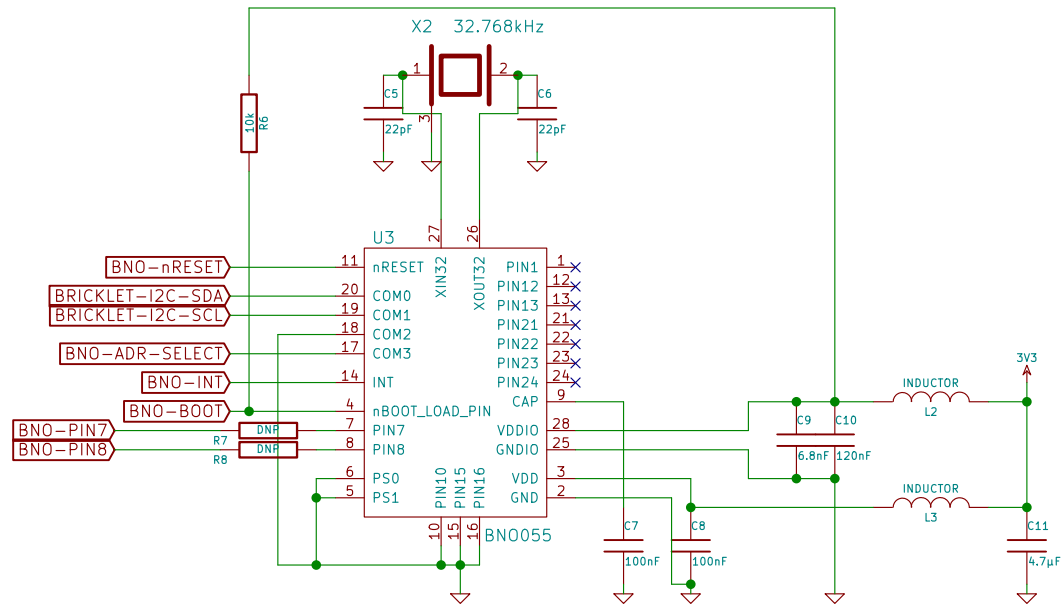 X2 32.768kHz
1 2
C5 C6
22pF 3 22pF
10k R6
U3
27 26
XIN32 XOUT32
BNO-nRESET 11 nRESET PIN1 1
PIN12 12
BRICKLET-I2C-SDA 20 COM0 PIN13 13
BRICKLET-I2C-SCL 19 COM1 PIN21 21
18 COM2 PIN22 22
BNO-ADR-SELECT 17 COM3 PIN23 23
BNO-INT 14 INT PIN24 24
CAP 9
BNO-BOOT 4 nBOOT_LOAD_PIN
BNO-PIN7 R7 DNP 7 PIN7 VDDIO 28
BNO-PIN8 R8 DNP 8 PIN8 GNDIO 25
6 PS0 VDD 3
5 PS1 GND 2
PIN10 PIN15 PIN16
10 15 16
BNO055
3V3
INDUCTOR
L2
C9 C10
6.8nF 120nF
INDUCTOR
L3
C7 C8 C11
100nF 100nF 4.7µF